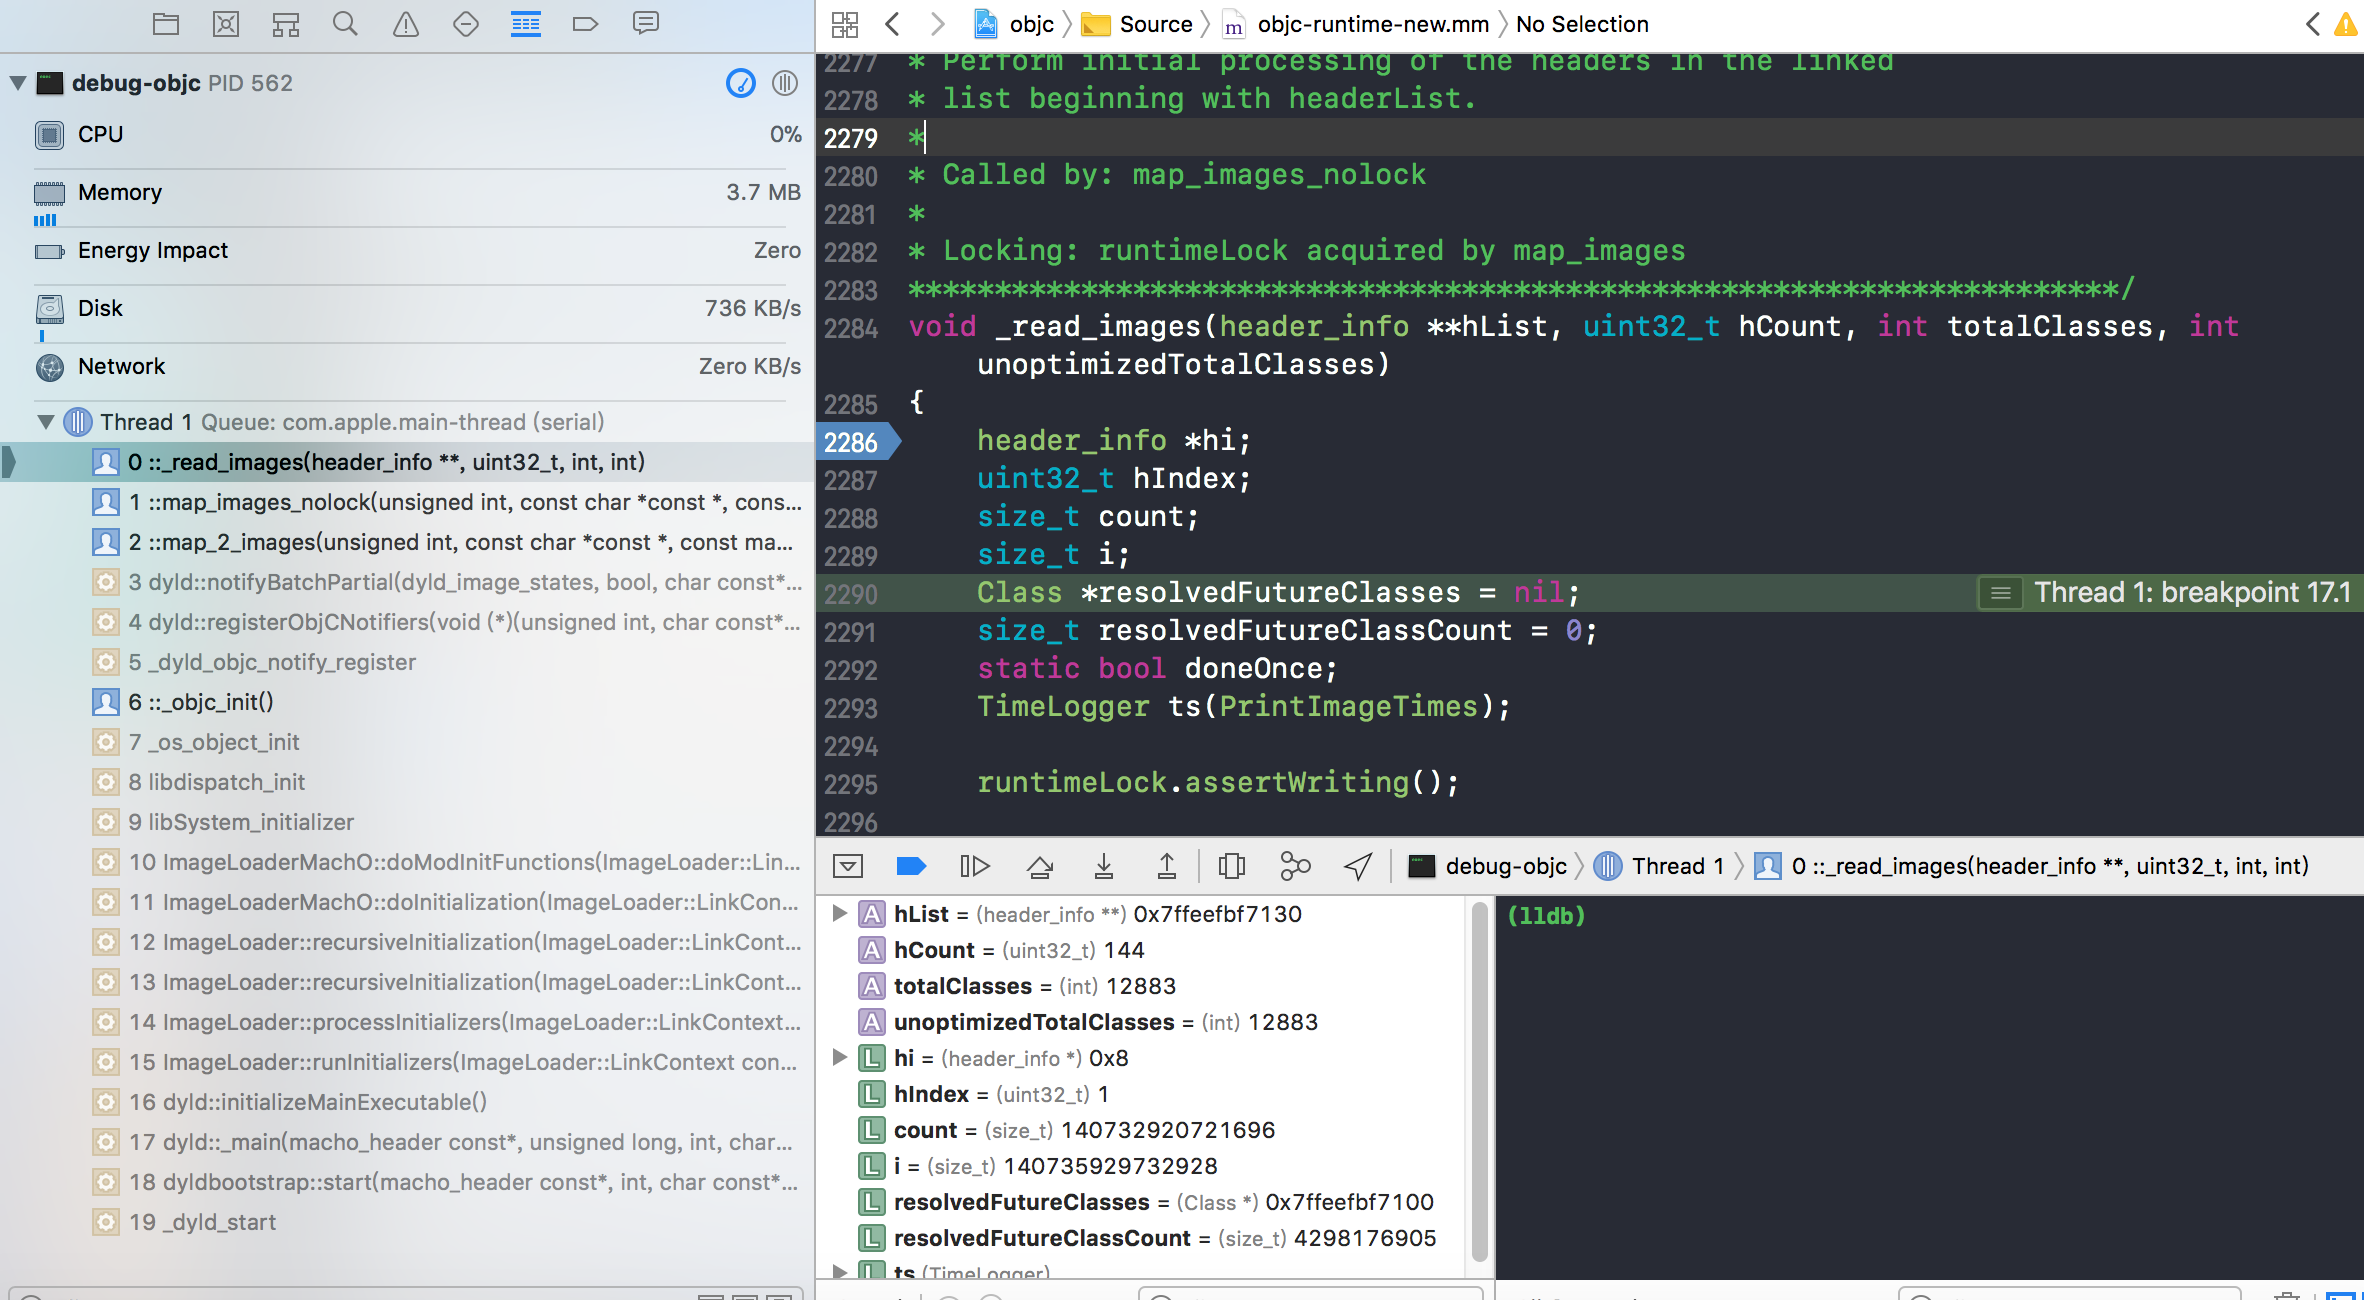 debug-objc PID 562
CPU 0%
Memory 3.7 MB
Energy Impact Zero
Disk 736 KB/s
Network Zero KB/s
Thread 1 Queue: com.apple.main-thread (serial)
0 ::_read_images(header_info **, uint32_t, int, int)
1 ::map_images_nolock(unsigned int, const char *const *, cons...
2 ::map_2_images(unsigned int, const char *const *, const ma...
3 dyld::notifyBatchPartial(dyld_image_states, bool, char const*...
4 dyld::registerObjCNotifiers(void (*)(unsigned int, char const*...
5 _dyld_objc_notify_register
6 ::_objc_init()
7 _os_object_init
8 libdispatch_init
9 libSystem_initializer
10 ImageLoaderMachO::doModInitFunctions(ImageLoader::Lin...
11 ImageLoaderMachO::doInitialization(ImageLoader::LinkCon...
12 ImageLoader::recursiveInitialization(ImageLoader::LinkCont...
13 ImageLoader::recursiveInitialization(ImageLoader::LinkCont...
14 ImageLoader::processInitializers(ImageLoader::LinkContext...
15 ImageLoader::runInitializers(ImageLoader::LinkContext con...
16 dyld::initializeMainExecutable()
17 dyld::_main(macho_header const*, unsigned long, int, char...
18 dyldbootstrap::start(macho_header const*, int, char const*...
19 _dyld_start
objc Source m objc-runtime-new.mm No Selection
2277 * Perform initial processing of the headers in the linked
2278 * list beginning with headerList.
2279 *
2280 * Called by: map_images_nolock
2281 *
2282 * Locking: runtimeLock acquired by map_images
2283 **********************************************************************/
2284 void _read_images(header_info **hList, uint32_t hCount, int totalClasses, int
unoptimizedTotalClasses)
2285 {
2286 header_info *hi;
2287 uint32_t hIndex;
2288 size_t count;
2289 size_t i;
2290 Class *resolvedFutureClasses = nil; Thread 1: breakpoint 17.1
2291 size_t resolvedFutureClassCount = 0;
2292 static bool doneOnce;
2293 TimeLogger ts(PrintImageTimes);
2294
2295 runtimeLock.assertWriting();
2296
debug-objc Thread 1 0 ::_read_images(header_info **, uint32_t, int, int)
A hList = (header_info **) 0x7ffeefbf7130
A hCount = (uint32_t) 144
A totalClasses = (int) 12883
A unoptimizedTotalClasses = (int) 12883
L hi = (header_info *) 0x8
L hIndex = (uint32_t) 1
L count = (size_t) 140732920721696
L i = (size_t) 140735929732928
L resolvedFutureClasses = (Class *) 0x7ffeefbf7100
L resolvedFutureClassCount = (size_t) 4298176905
L ts (TimeLogger)
(lldb)